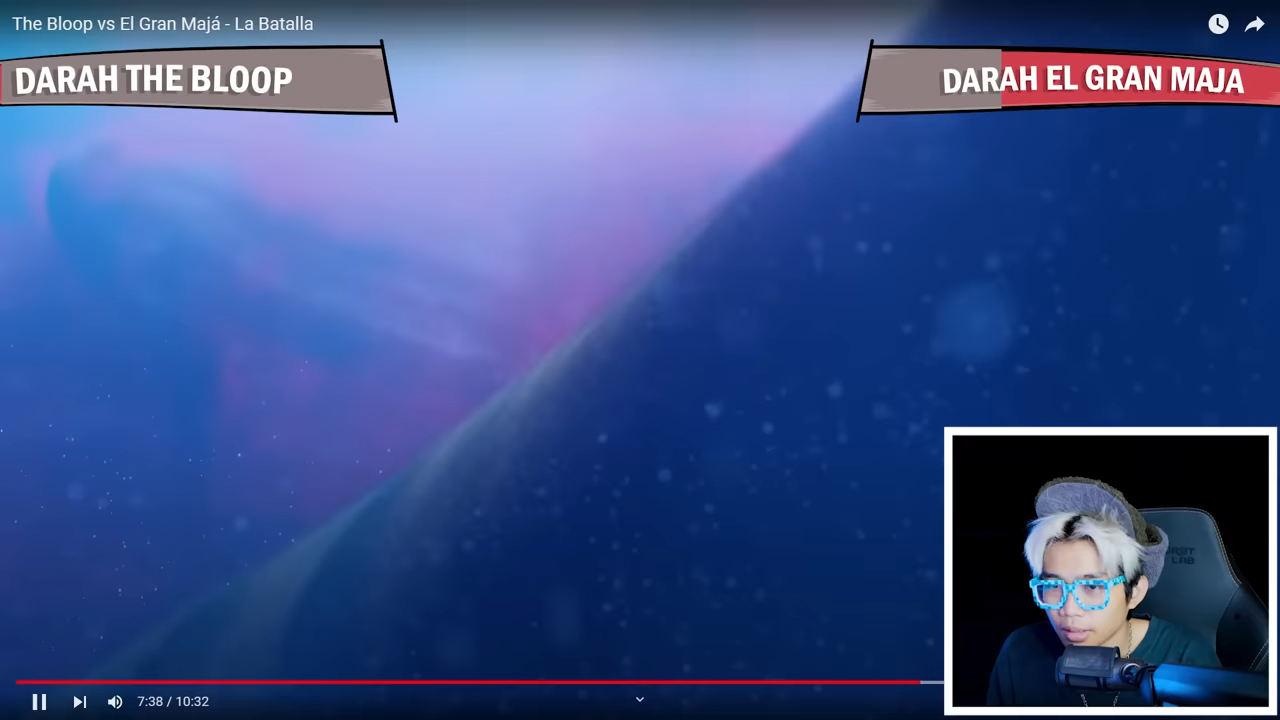 The Bloop vs El Gran Majá - La Batalla
DARAH THE BLOOP
DARAH EL GRAN MAJA
7:38 / 10:32